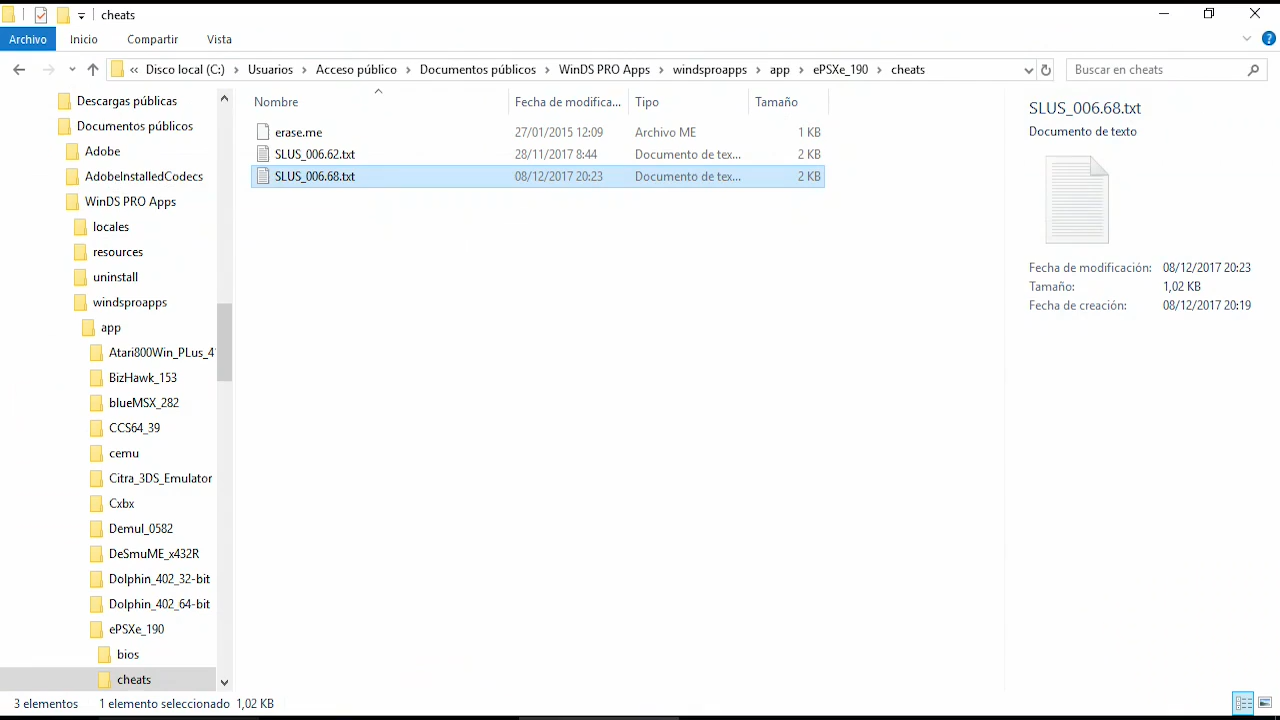 cheats
Archivo Inicio Compartir Vista
« Disco local (C:) › Usuarios › Acceso público › Documentos públicos › WinDS PRO Apps › windsproapps › app › ePSXe_190 › cheats
Buscar en cheats
Descargas públicas
Documentos públicos
Adobe
AdobeInstalledCodecs
WinDS PRO Apps
locales
resources
uninstall
windsproapps
app
Atari800Win_PLus_4
BizHawk_153
blueMSX_282
CCS64_39
cemu
Citra_3DS_Emulator
Cxbx
Demul_0582
DeSmuME_x432R
Dolphin_402_32-bit
Dolphin_402_64-bit
ePSXe_190
bios
cheats
Nombre Fecha de modifica... Tipo Tamaño
erase.me 27/01/2015 12:09 Archivo ME 1 KB
SLUS_006.62.txt 28/11/2017 8:44 Documento de tex... 2 KB
SLUS_006.68.txt 08/12/2017 20:23 Documento de tex... 2 KB
SLUS_006.68.txt
Documento de texto
Fecha de modificación: 08/12/2017 20:23
Tamaño: 1,02 KB
Fecha de creación: 08/12/2017 20:19
3 elementos 1 elemento seleccionado 1,02 KB